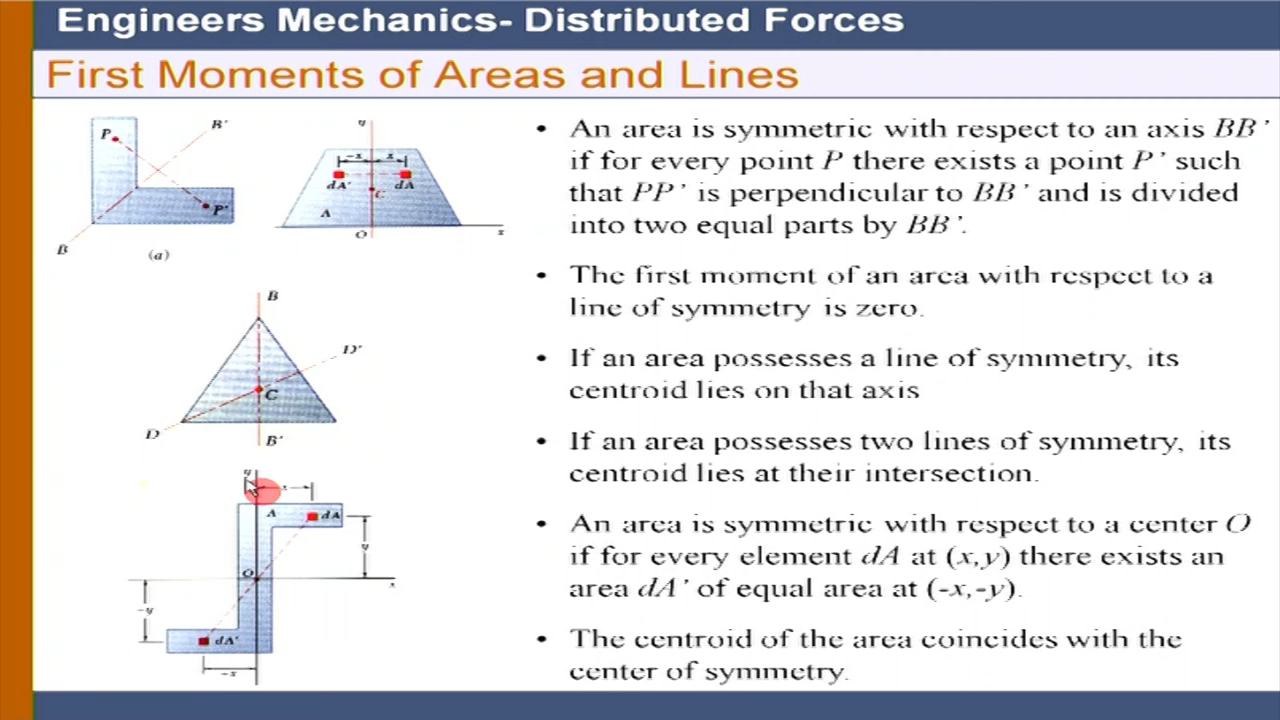 Engineers Mechanics- Distributed Forces
First Moments of Areas and Lines
P
B'
P'
B
(a)
y
-x
x
dA'
dA
C
A
O
x
B
D'
C
D
B'
y
x
A
dA
y
O
x
-y
dA'
-x
• An area is symmetric with respect to an axis BB'
if for every point P there exists a point P' such
that PP' is perpendicular to BB' and is divided
into two equal parts by BB'.
• The first moment of an area with respect to a
line of symmetry is zero.
• If an area possesses a line of symmetry, its
centroid lies on that axis
• If an area possesses two lines of symmetry, its
centroid lies at their intersection.
• An area is symmetric with respect to a center O
if for every element dA at (x,y) there exists an
area dA' of equal area at (-x,-y).
• The centroid of the area coincides with the
center of symmetry.